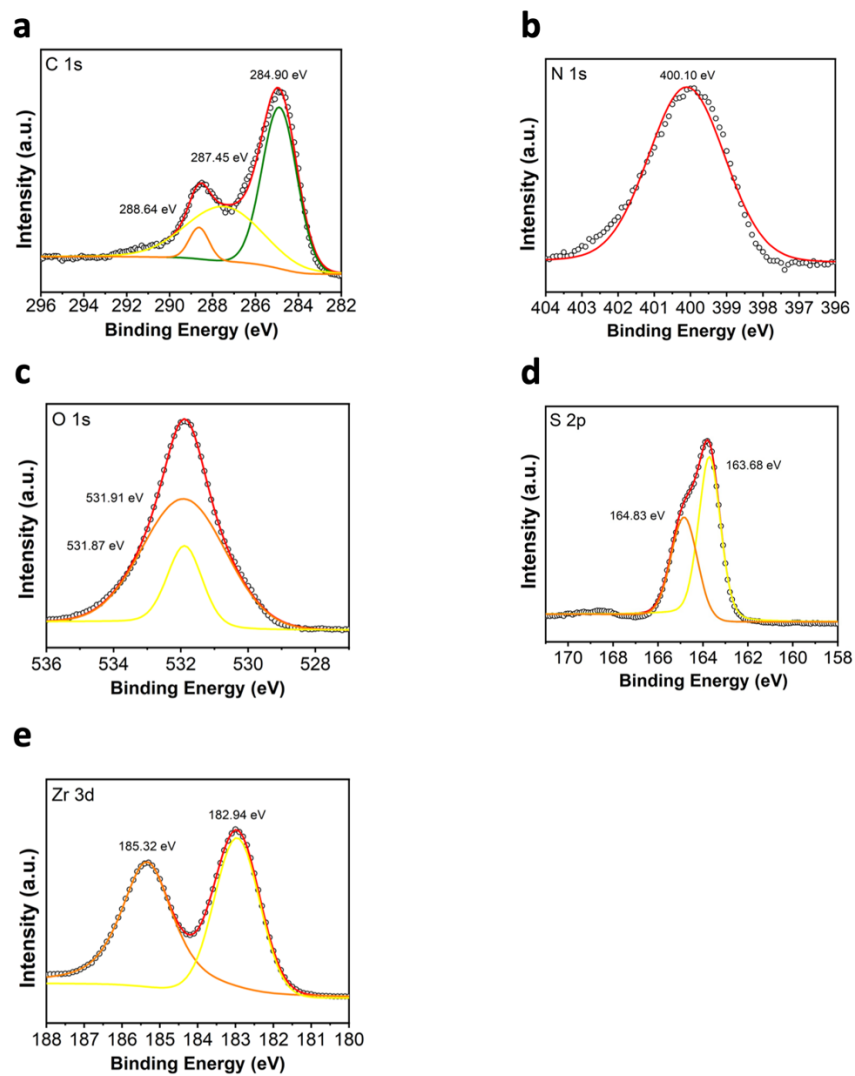 a
C 1s
284.90 eV
287.45 eV
288.64 eV
Intensity (a.u.)
296 294 292 290 288 286 284 282
Binding Energy (eV)
b
N 1s
400.10 eV
Intensity (a.u.)
404 403 402 401 400 399 398 397 396
Binding Energy (eV)
c
O 1s
531.91 eV
531.87 eV
Intensity (a.u.)
536 534 532 530 528
Binding Energy (eV)
d
S 2p
163.68 eV
164.83 eV
Intensity (a.u.)
170 168 166 164 162 160 158
Binding Energy (eV)
e
Zr 3d
182.94 eV
185.32 eV
Intensity (a.u.)
188 187 186 185 184 183 182 181 180
Binding Energy (eV)